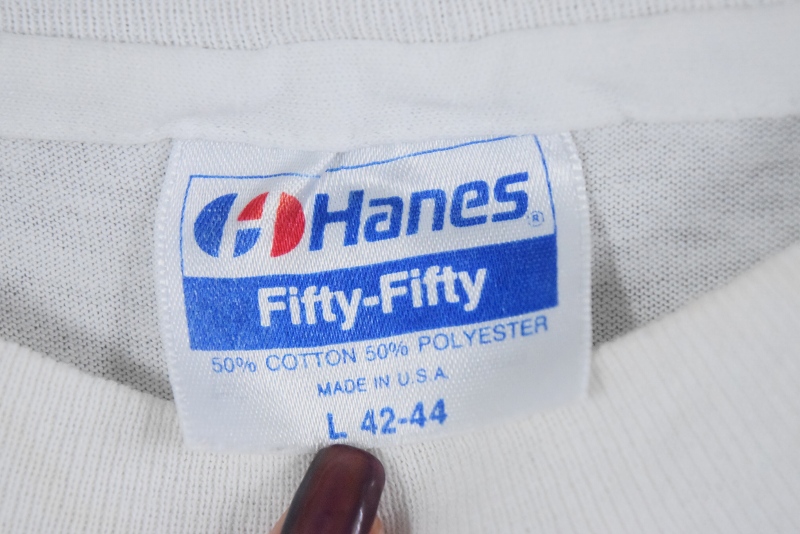 Hanes®
Fifty-Fifty
50% COTTON 50% POLYESTER
MADE IN U.S.A.
L 42-44